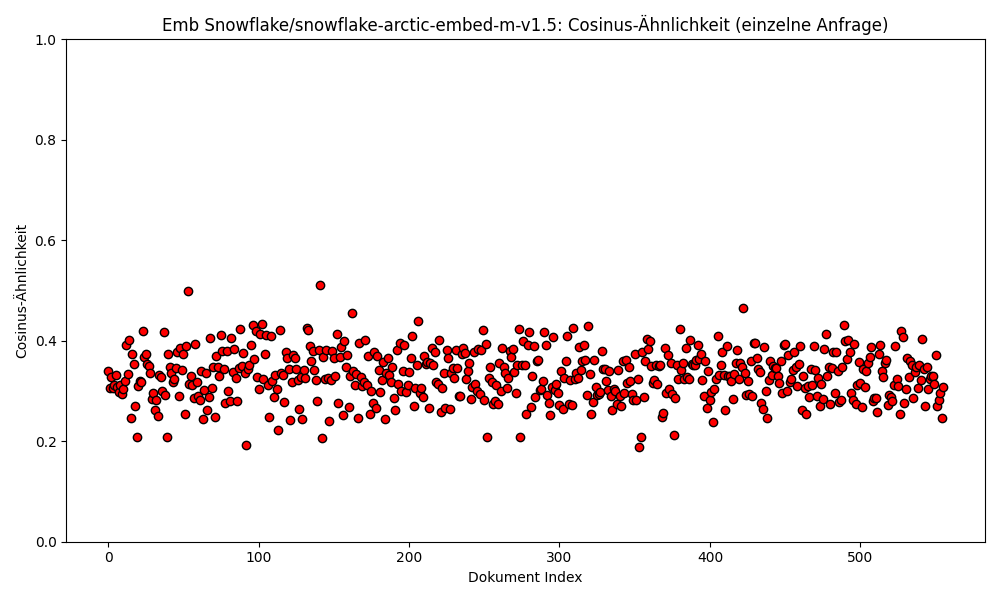 Emb Snowflake/snowflake-arctic-embed-m-v1.5: Cosinus-Ähnlichkeit (einzelne Anfrage)
1.0
0.8
0.6
0.4
0.2
0.0
Cosinus-Ähnlichkeit
0 100 200 300 400 500
Dokument Index